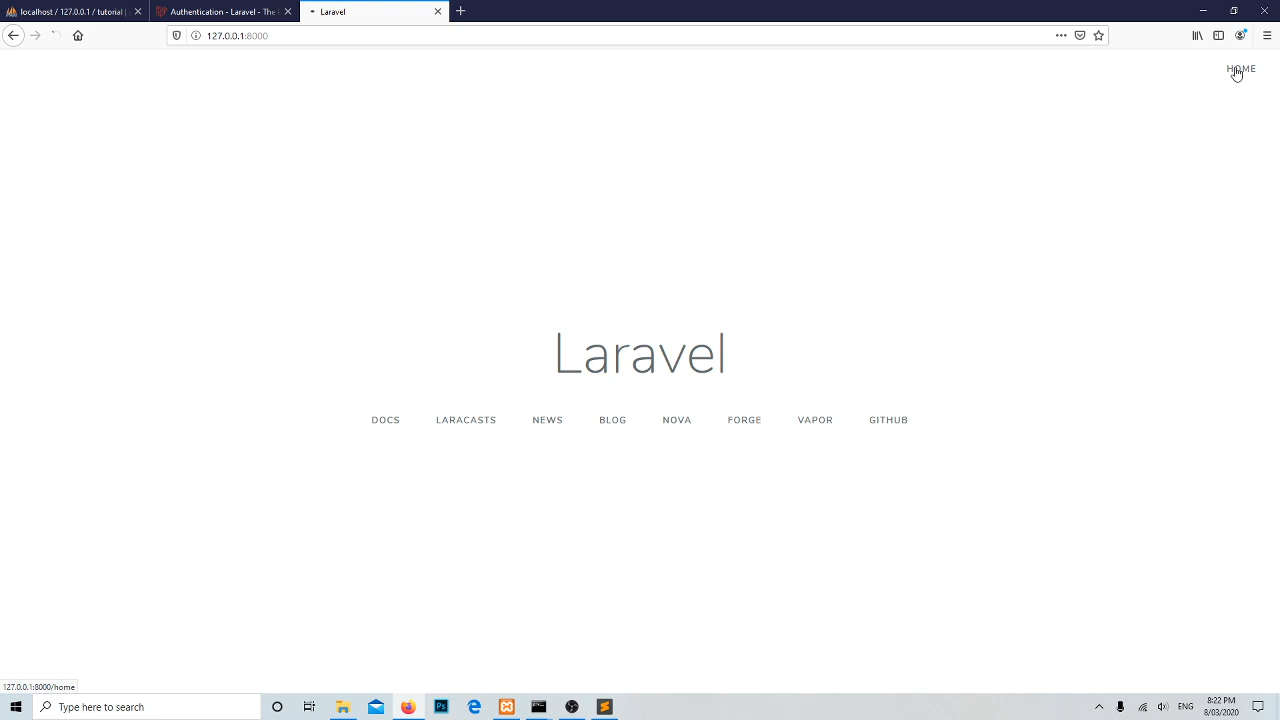 localhost / 127.0.0.1 / tutorial |
Authentication - Laravel - The
Laravel
127.0.0.1:8000
HOME
Laravel
DOCS LARACASTS NEWS BLOG NOVA FORGE VAPOR GITHUB
127.0.0.1:8000/home
Type here to search
Ps
ENG
8:22 PM
8/03/2020